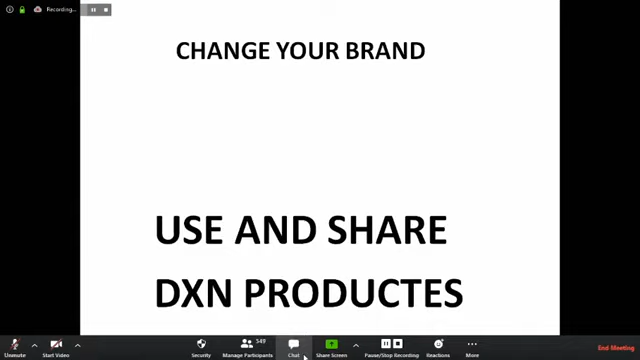 Recording...
CHANGE YOUR BRAND
USE AND SHARE
DXN PRODUCTES
Unmute
Start Video
Security
Manage Participants
349
Chat
Share Screen
Pause/Stop Recording
Reactions
More
End Meeting